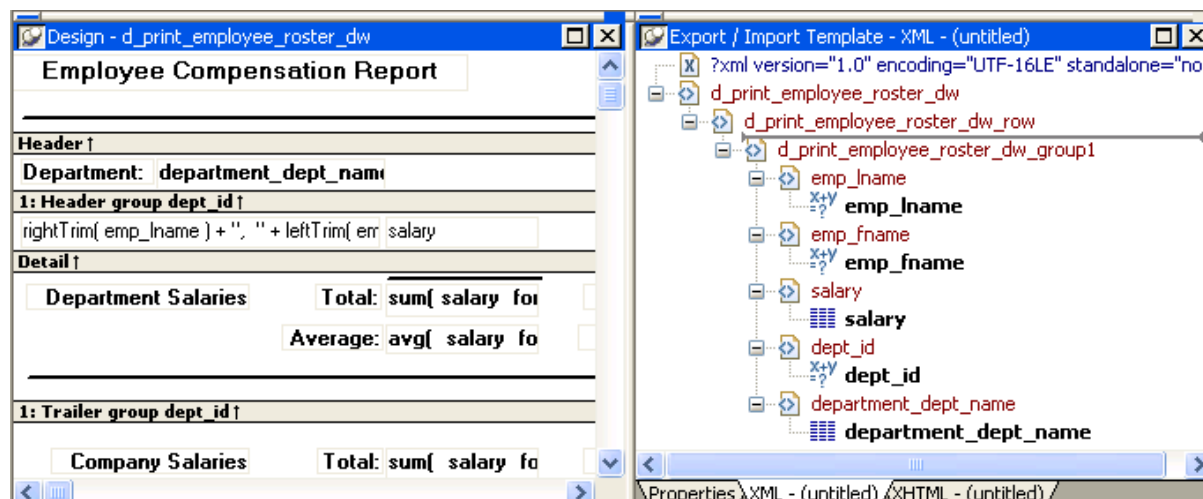 Design - d_print_employee_roster_dw
Employee Compensation Report
Header ↑
Department: department_dept_name
1: Header group dept_id ↑
rightTrim( emp_lname ) + ", " + leftTrim( em salary
Detail ↑
Department Salaries Total: sum( salary for
Average: avg( salary fo
1: Trailer group dept_id ↑
Company Salaries Total: sum( salary fo
Export / Import Template - XML - (untitled)
?xml version="1.0" encoding="UTF-16LE" standalone="no
d_print_employee_roster_dw
d_print_employee_roster_dw_row
d_print_employee_roster_dw_group1
emp_lname
x+y=? emp_lname
emp_fname
x+y=? emp_fname
salary
salary
dept_id
x+y=? dept_id
department_dept_name
department_dept_name
Properties XML - (untitled) XHTML - (untitled)